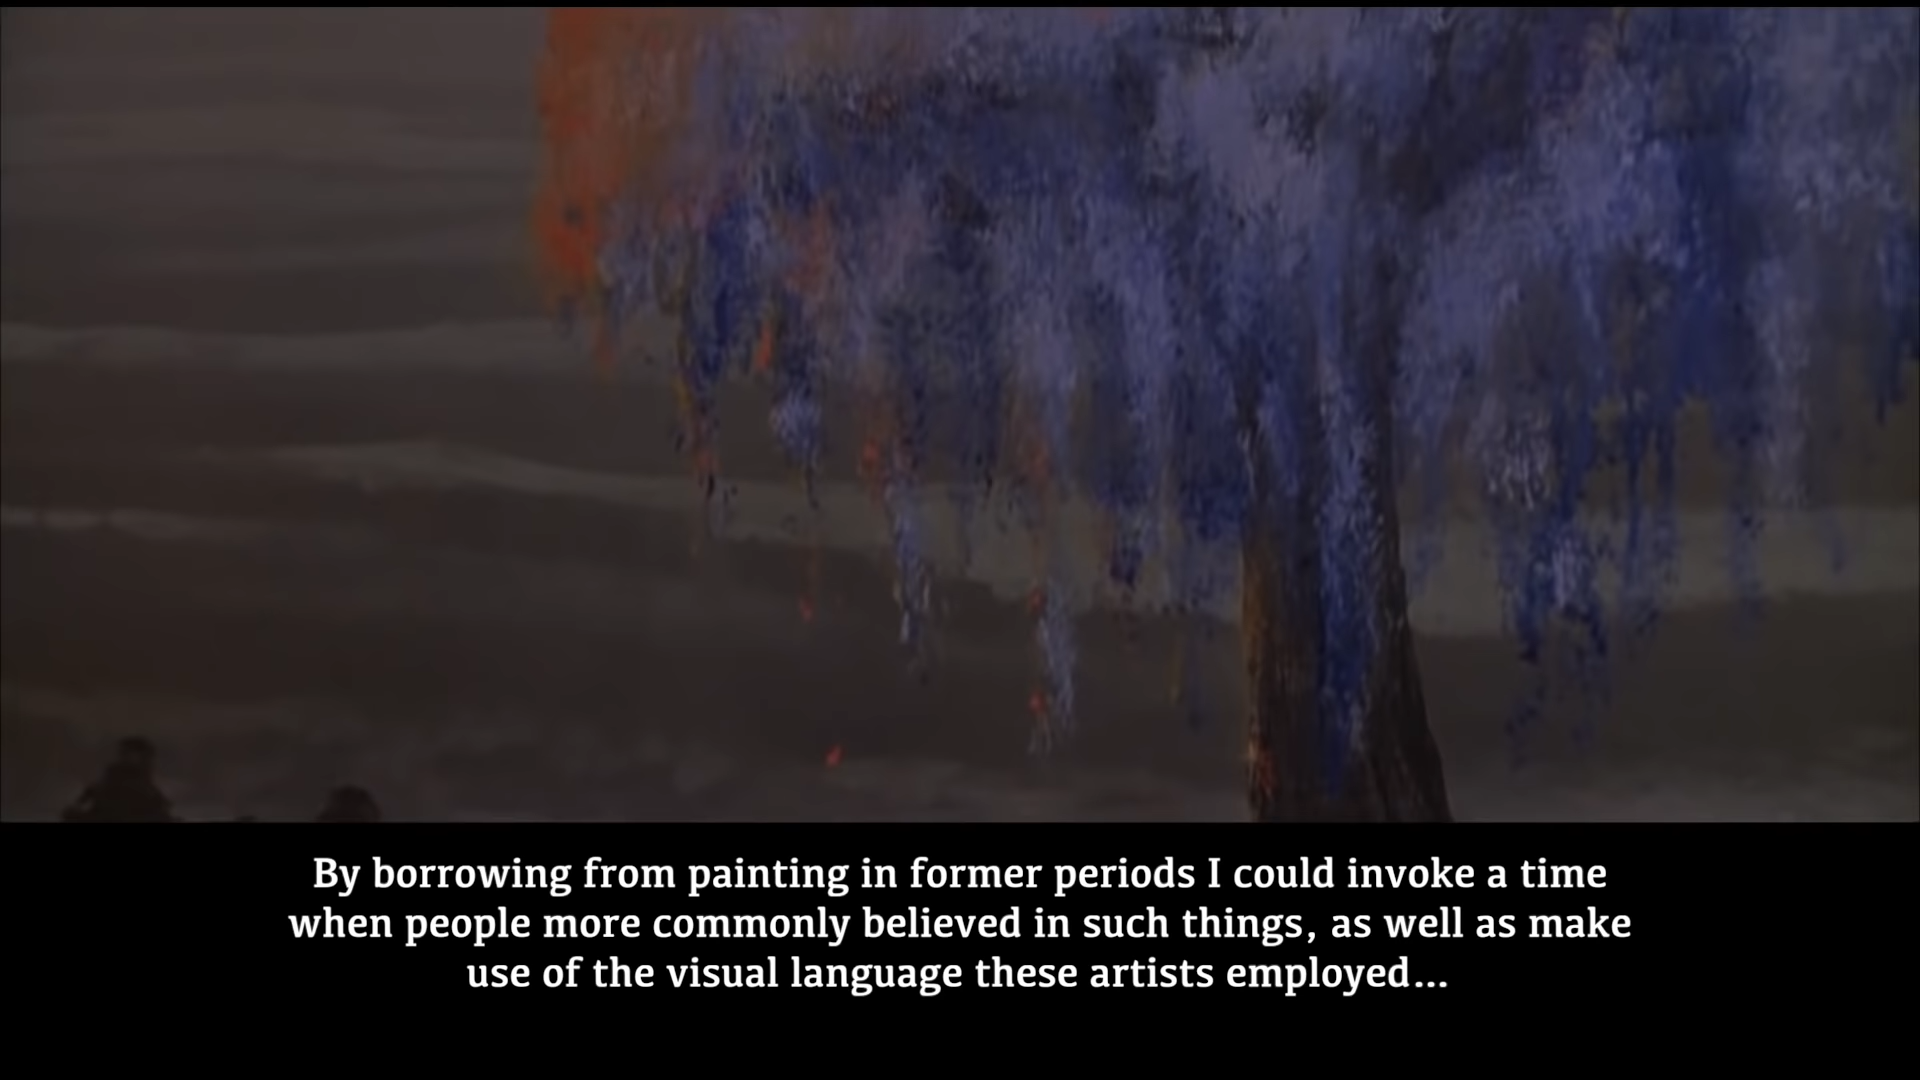 By borrowing from painting in former periods I could invoke a time
when people more commonly believed in such things, as well as make
use of the visual language these artists employed...